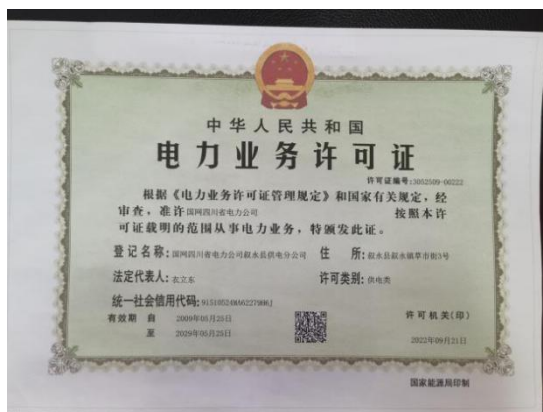 中华人民共和国
电力业务许可证
许可证编号:3052509-00222
根据《电力业务许可证管理规定》和国家有关规定,经
审查,准许国网四川省电力公司 按照本许
可证载明的范围从事电力业务,特颁发此证。
登记名称:国网四川省电力公司叙永县供电分公司 住 所:叙永县叙永镇草市街3号
法定代表人:衣立东 许可类别:供电类
统一社会信用代码:
有效期 自 2009年05月25日 许可机关(印)
至 2029年05月25日 2022年09月21日
国家能源局印制